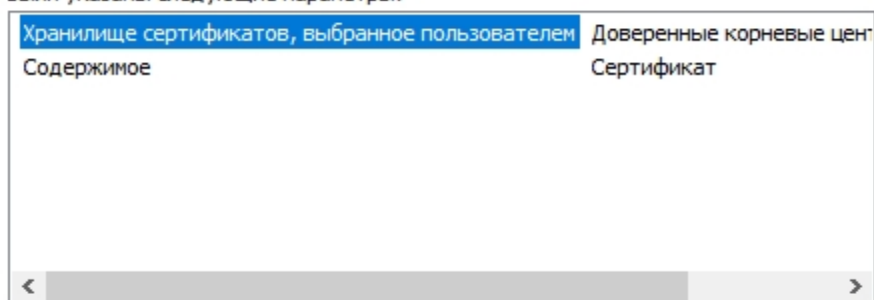 Хранилище сертификатов, выбранное пользователем Доверенные корневые цент
Содержимое Сертификат